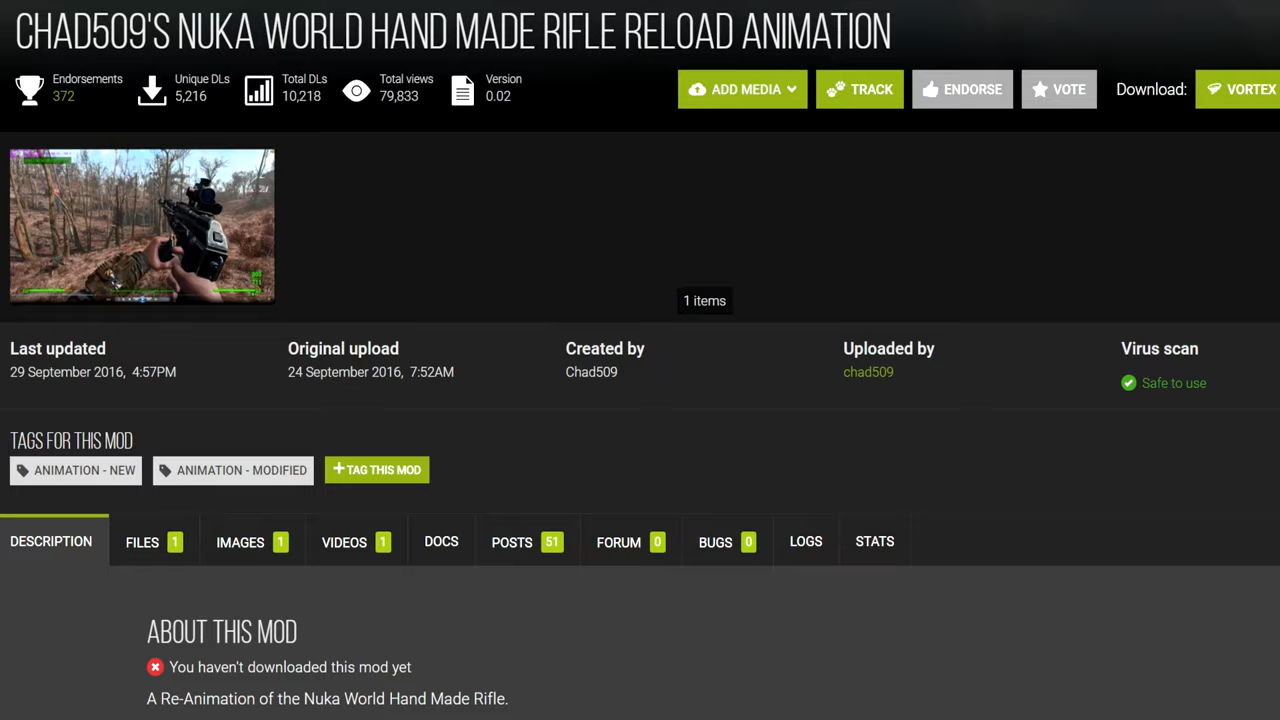 CHAD509'S NUKA WORLD HAND MADE RIFLE RELOAD ANIMATION
Endorsements
372
Unique DLs
5,216
Total DLs
10,218
Total views
79,833
Version
0.02
ADD MEDIA
TRACK
ENDORSE
VOTE
Download:
VORTEX
1 items
Last updated
29 September 2016, 4:57PM
Original upload
24 September 2016, 7:52AM
Created by
Chad509
Uploaded by
chad509
Virus scan
Safe to use
TAGS FOR THIS MOD
ANIMATION - NEW
ANIMATION - MODIFIED
+TAG THIS MOD
DESCRIPTION
FILES 1
IMAGES 1
VIDEOS 1
DOCS
POSTS 51
FORUM 0
BUGS 0
LOGS
STATS
ABOUT THIS MOD
You haven't downloaded this mod yet
A Re-Animation of the Nuka World Hand Made Rifle.